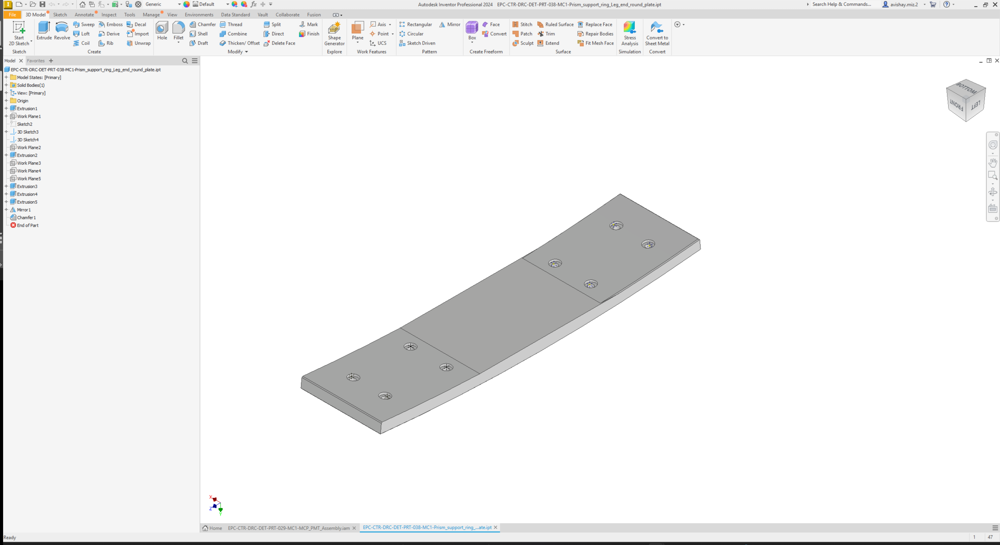 Generic Default fx Autodesk Inventor Professional 2024 EPC-CTR-DRC-DET-PRT-038-MC1-Prism_support_ring_Leg_end_round_plate.ipt Search Help & Commands... avishay.miz.2
File 3D Model Sketch Annotate Inspect Tools Manage View Environments Data Standard Vault Collaborate Fusion
Sweep Emboss Decal Chamfer Thread Split Mark Axis Rectangular Mirror Face Stitch Ruled Surface Replace Face
Loft Derive Import Shell Combine Direct Finish Point Circular Convert Patch Trim Repair Bodies
Start 2D Sketch Extrude Revolve Hole Fillet Shape Generator Plane Box Stress Analysis Convert to Sheet Metal
Coil Rib Unwrap Draft Thicken/ Offset Delete Face UCS Sketch Driven Sculpt Extend Fit Mesh Face
Sketch Create Modify Explore Work Features Pattern Create Freeform Surface Simulation Convert
Model Favorites
EPC-CTR-DRC-DET-PRT-038-MC1-Prism_support_ring_Leg_end_round_plate.ipt
Model States: [Primary]
Solid Bodies(1)
View: [Primary]
Origin
Extrusion1
Work Plane1
Sketch2
3D Sketch3
3D Sketch4
Work Plane2
Extrusion2
Work Plane3
Work Plane4
Work Plane5
Extrusion3
Extrusion4
Extrusion5
Mirror1
Chamfer1
End of Part
BOTTOM
FRONT
LEFT
X
Z
Y
Home EPC-CTR-DRC-DET-PRT-029-MC1-MCP_PMT_Assembly.iam EPC-CTR-DRC-DET-PRT-038-MC1-Prism_support_ring_...ate.ipt
Ready 1 47